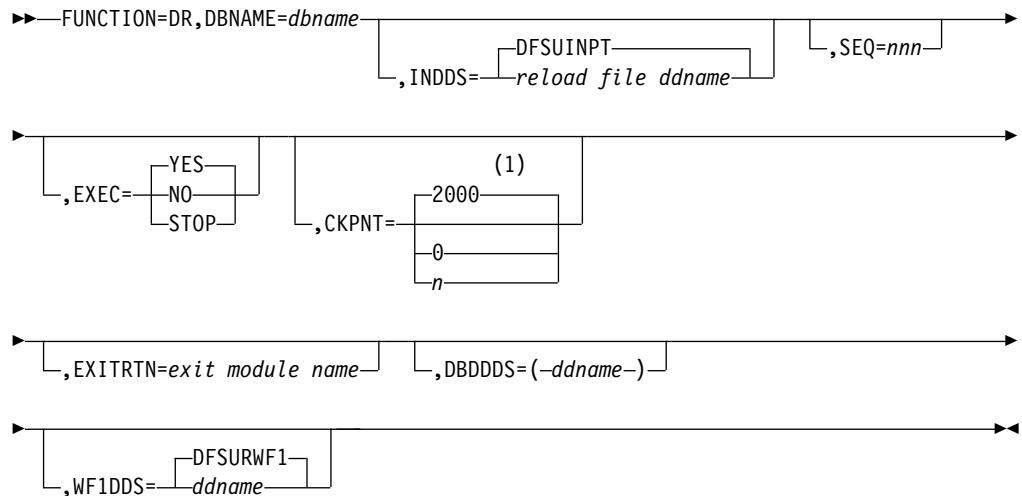 FUNCTION=DR,DBNAME=dbname
DFSUINPT
,INDDS=
reload file ddname
,SEQ=nnn
YES
,EXEC=
NO
STOP
(1)
2000
,CKPNT=
0
n
,EXITRTN=exit module name
,DBDDDS=(ddname)
DFSURWF1
,WF1DDS=
ddname